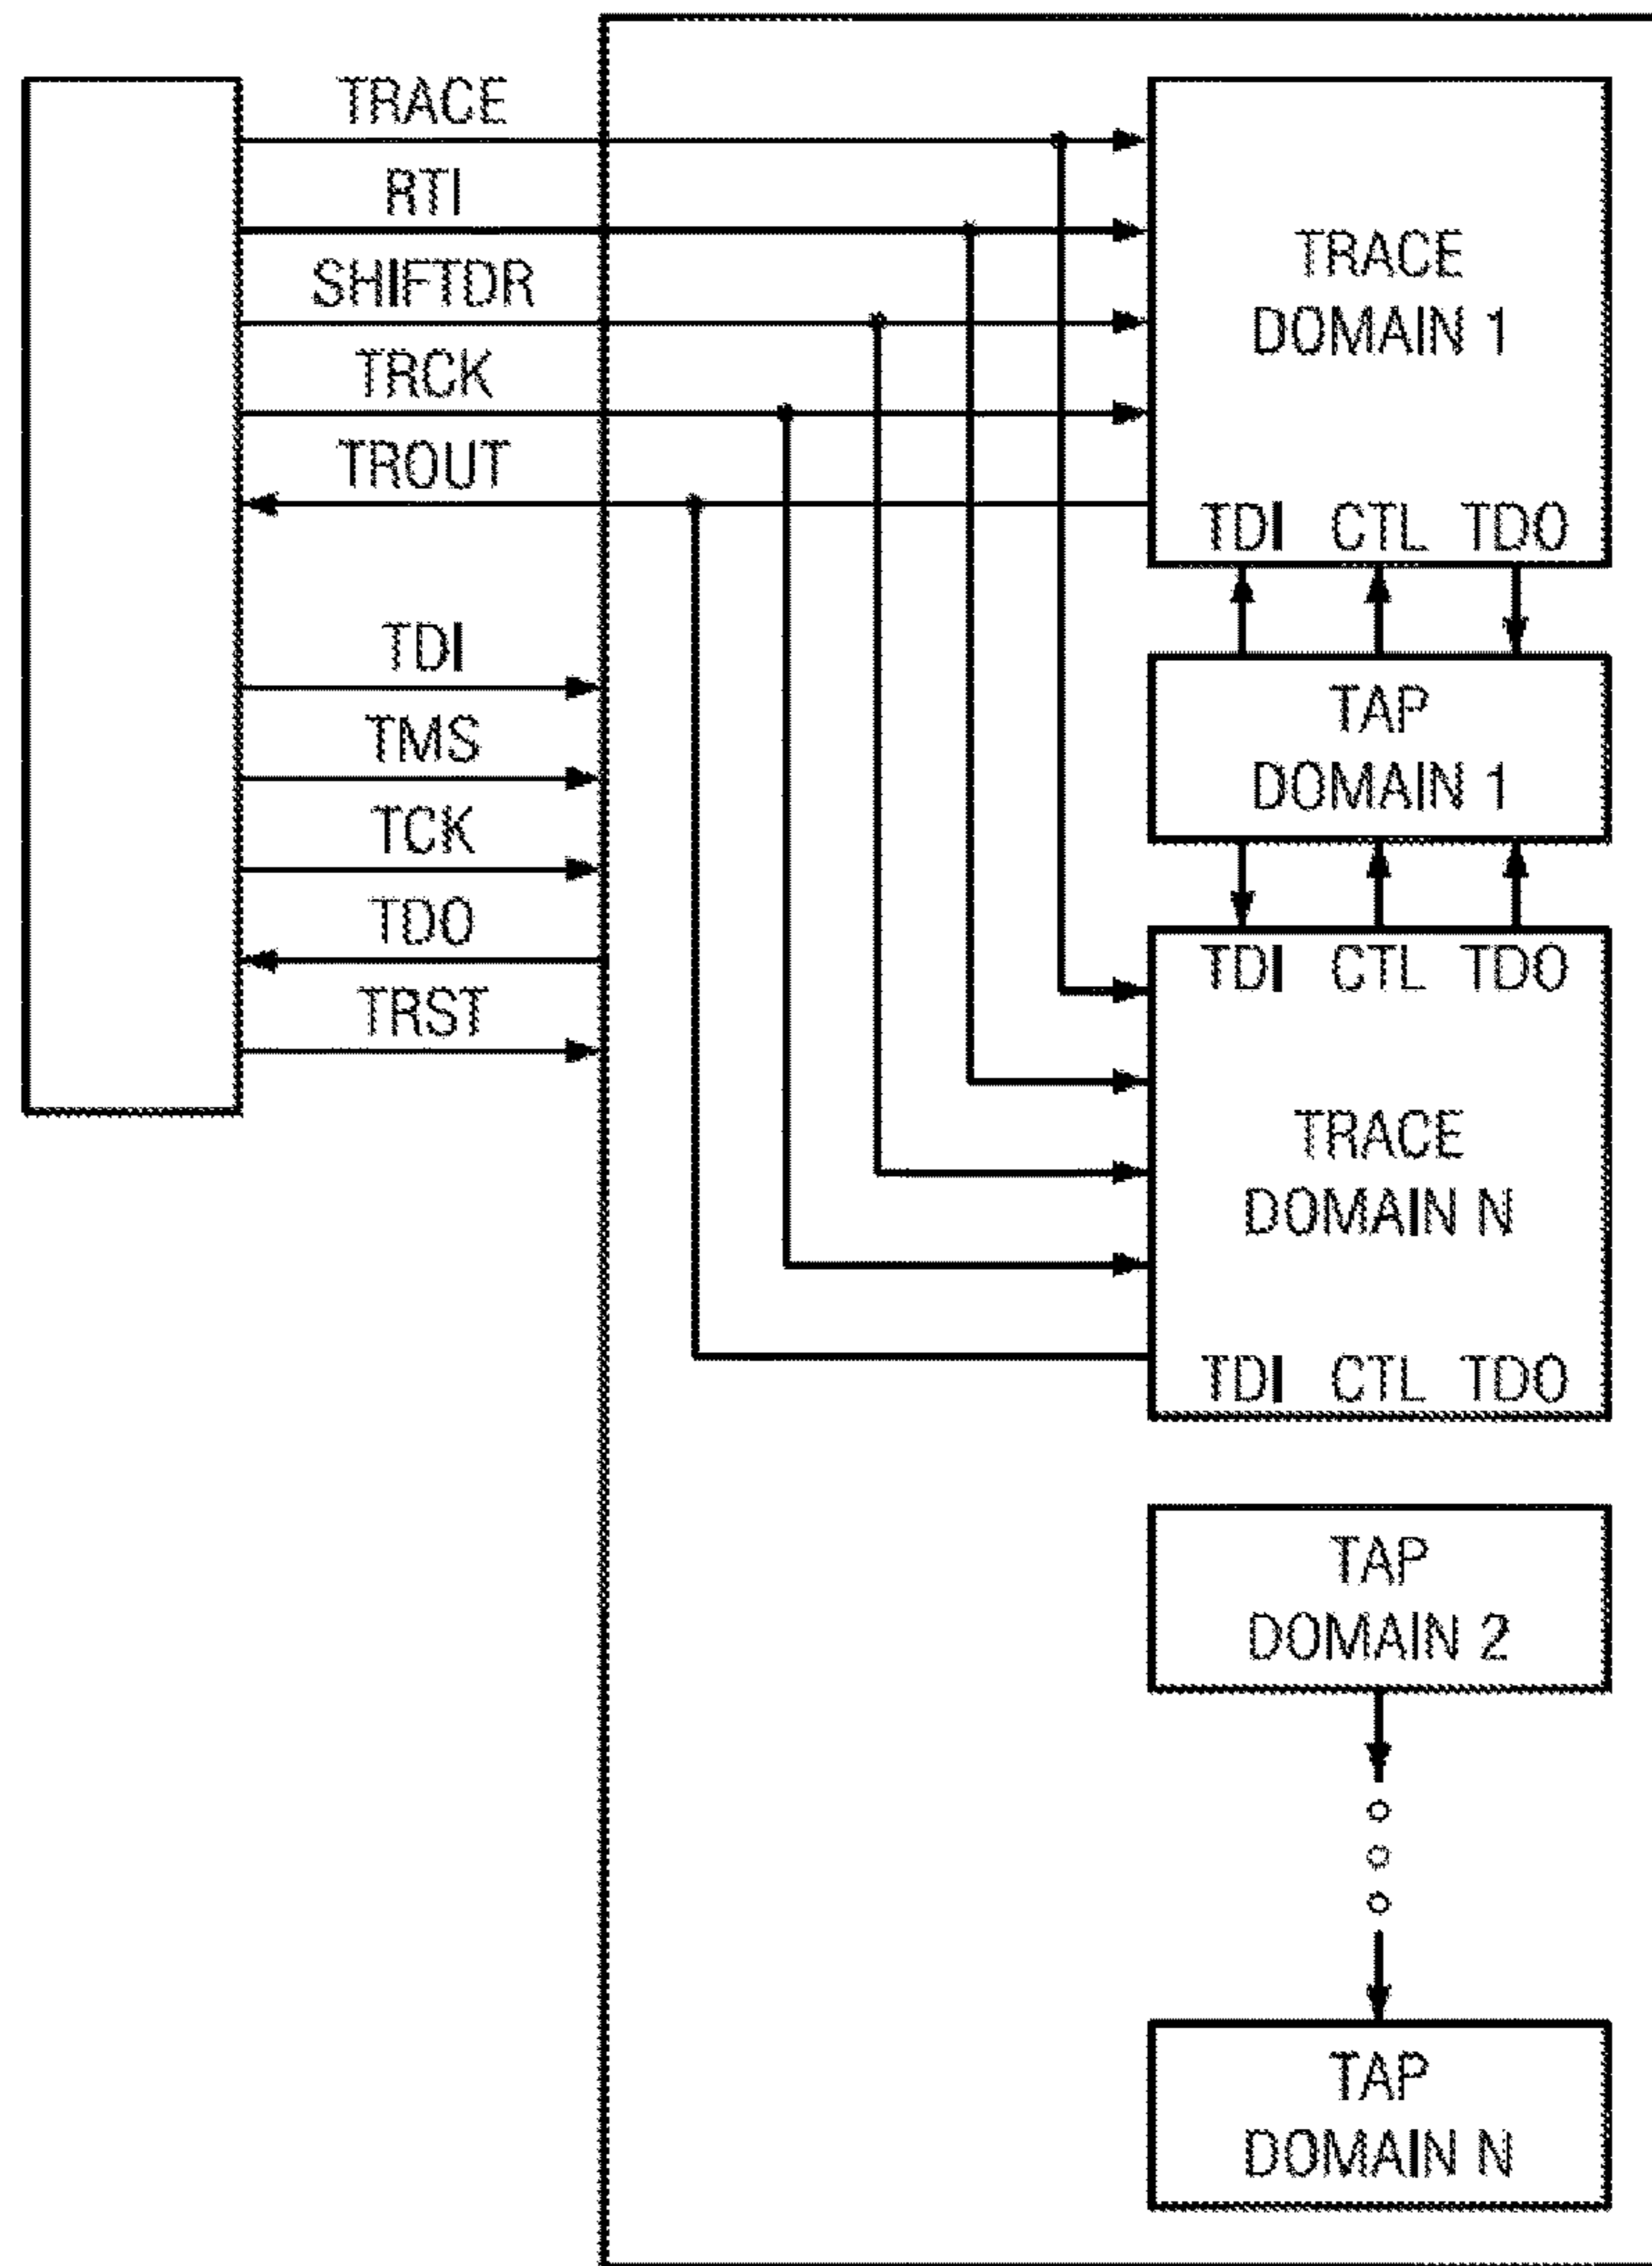 TRACE
RTI
SHIFTDR
TRCK
TROUT
TDI
TMS
TCK
TDO
TRST
TRACE
DOMAIN 1
TDI CTL TDO
TAP
DOMAIN 1
TDI CTL TDO
TRACE
DOMAIN N
TDI CTL TDO
TAP
DOMAIN 2
TAP
DOMAIN N